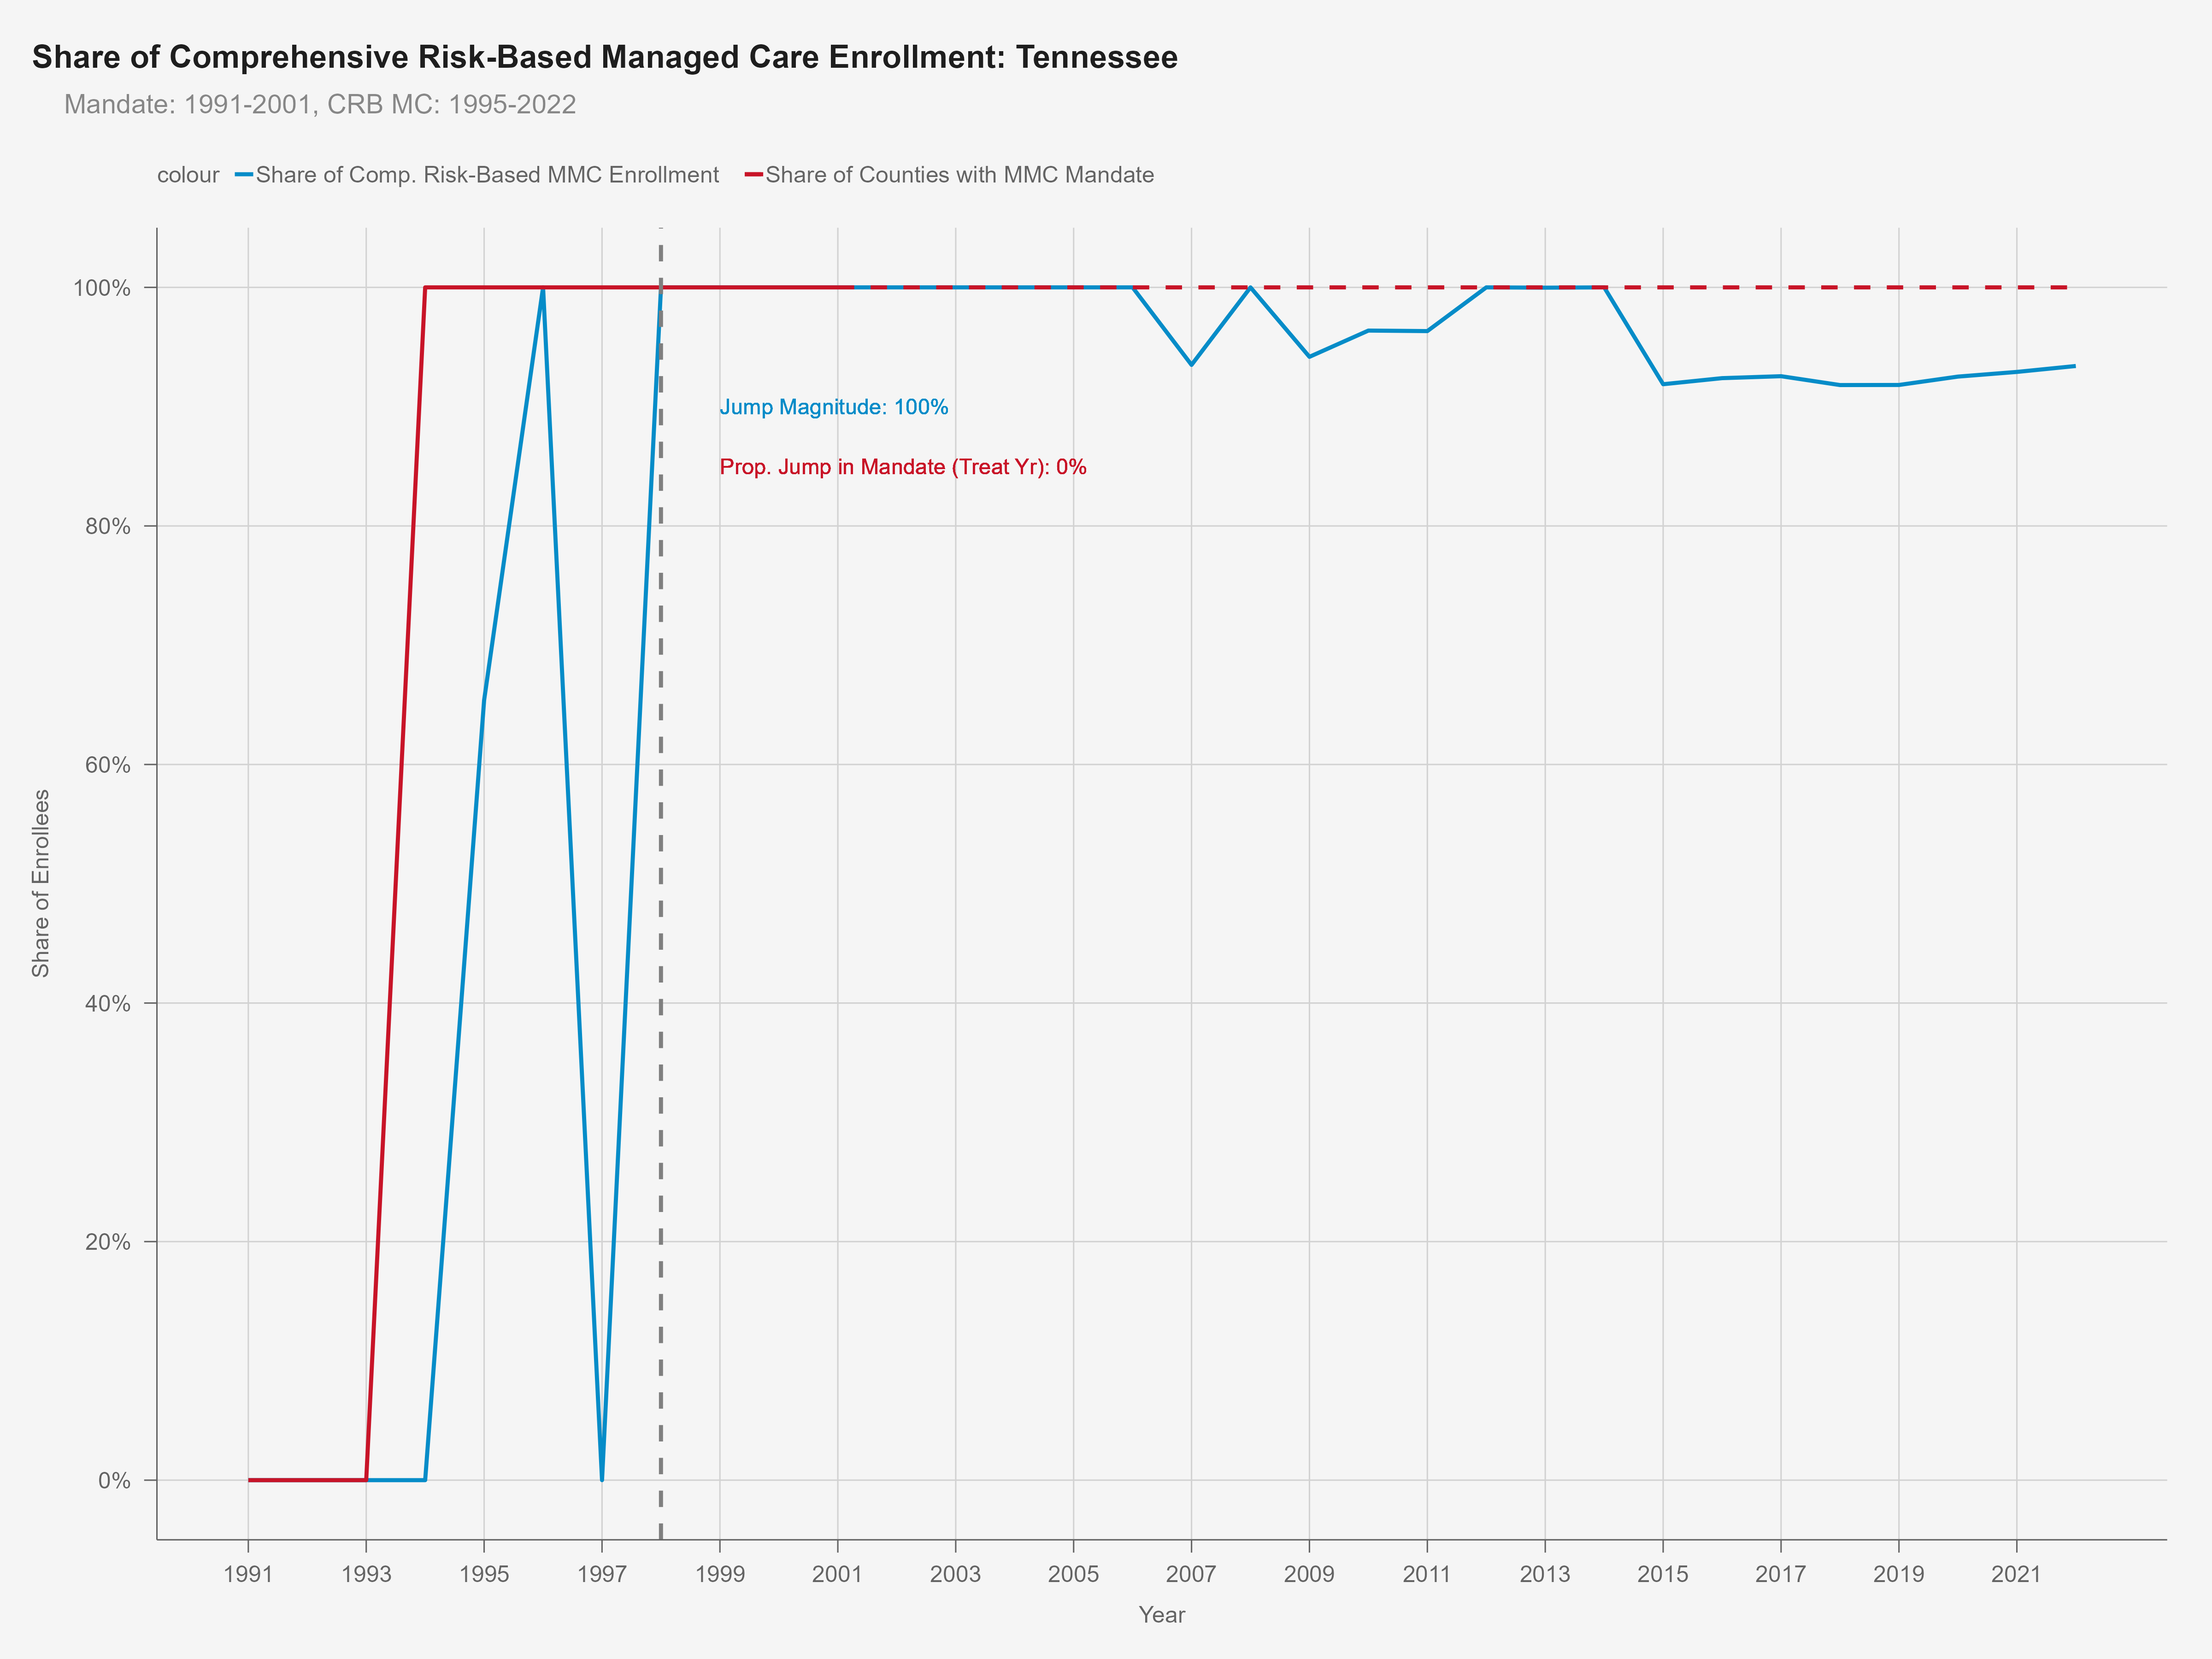 Share of Comprehensive Risk-Based Managed Care Enrollment: Tennessee
Mandate: 1991-2001, CRB MC: 1995-2022
colour Share of Comp. Risk-Based MMC Enrollment Share of Counties with MMC Mandate
100%
80%
60%
40%
20%
0%
Share of Enrollees
Jump Magnitude: 100%
Prop. Jump in Mandate (Treat Yr): 0%
1991 1993 1995 1997 1999 2001 2003 2005 2007 2009 2011 2013 2015 2017 2019 2021
Year